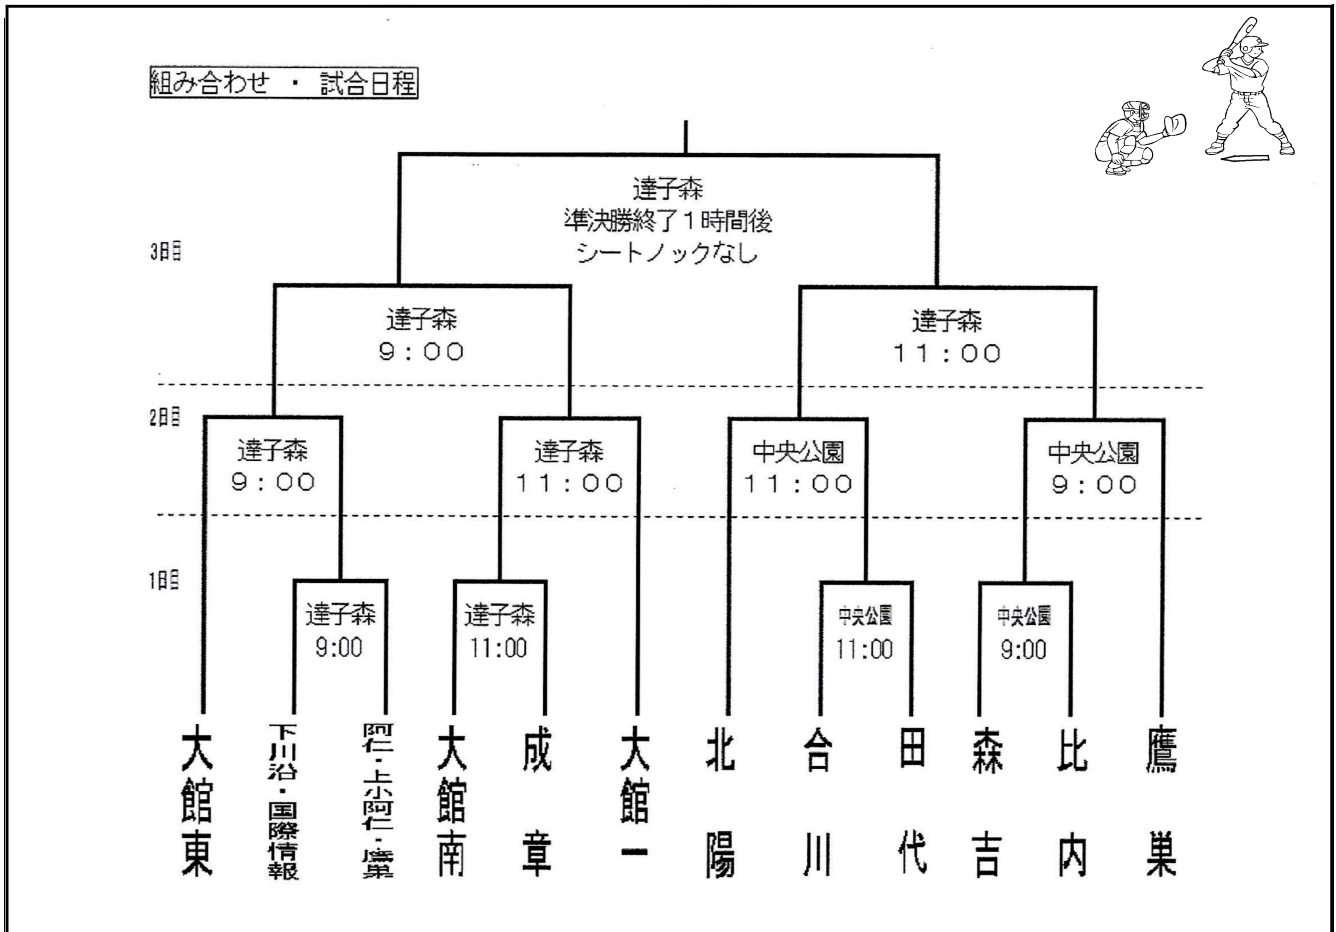 組み合わせ ・ 試合日程
達子森
準決勝終了1時間後
シートノックなし
3日目
達子森
9：00
達子森
11：00
2日目
達子森
9：00
達子森
11：00
中央公園
11：00
中央公園
9：00
1日目
達子森
9:00
達子森
11:00
中央公園
11:00
中央公園
9:00
大館東
下川沿・国際情報
阿仁・上小阿仁・鷹巣
大館南
成章
大館一
北陽
合川
田代
森吉
比内
鷹巣